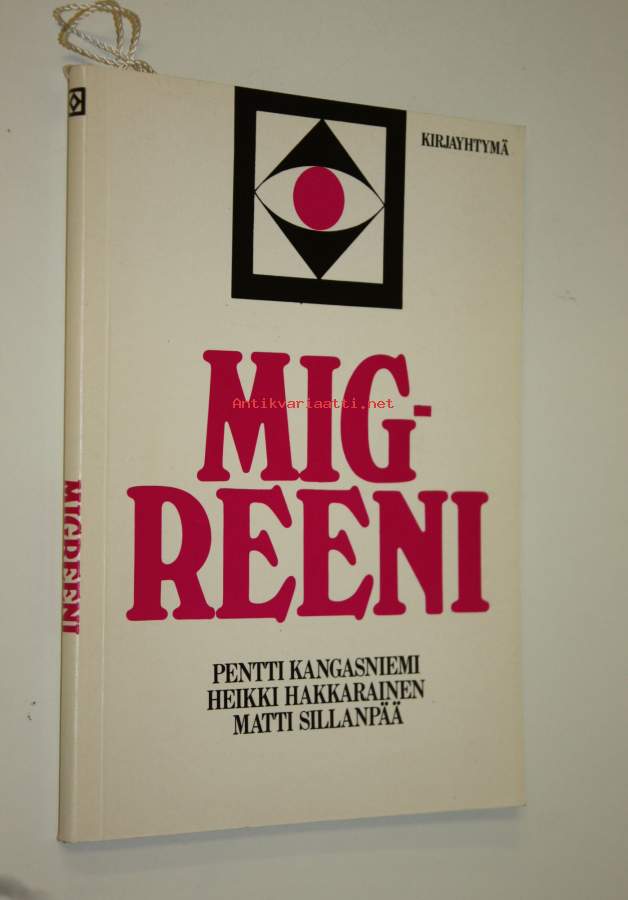 KIRJAYHTYMÄ
MIG-
Antikvariaatti.net
REENI
PENTTI KANGASNIEMI
HEIKKI HAKKARAINEN
MATTI SILLANPÄÄ
MIGREENI